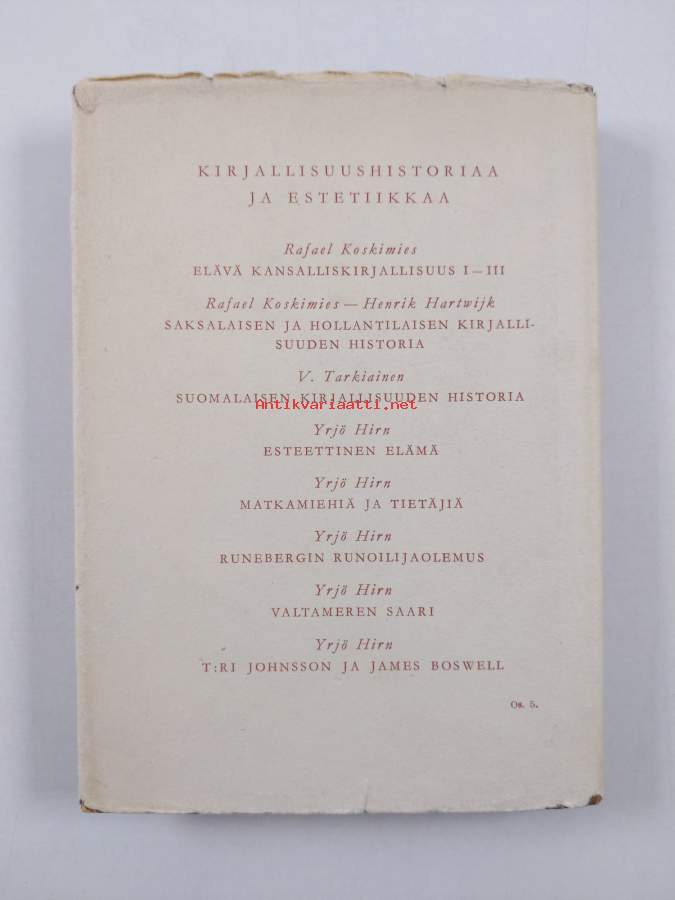 KIRJALLISUUSHISTORIAA
JA ESTETIIKKAA
Rafael Koskimies
ELÄVÄ KANSALLISKIRJALLISUUS I—III
Rafael Koskimies — Henrik Hartwijk
SAKSALAISEN JA HOLLANTILAISEN KIRJALLI-
SUUDEN HISTORIA
V. Tarkiainen
SUOMALAISEN KIRJALLISUUDEN HISTORIA
Antikvariaatti.net
Yrjö Hirn
ESTEETTINEN ELÄMÄ
Yrjö Hirn
MATKAMIEHIÄ JA TIETÄJIÄ
Yrjö Hirn
RUNEBERGIN RUNOILIJAOLEMUS
Yrjö Hirn
VALTAMEREN SAARI
Yrjö Hirn
T:RI JOHNSSON JA JAMES BOSWELL
Os. 5.